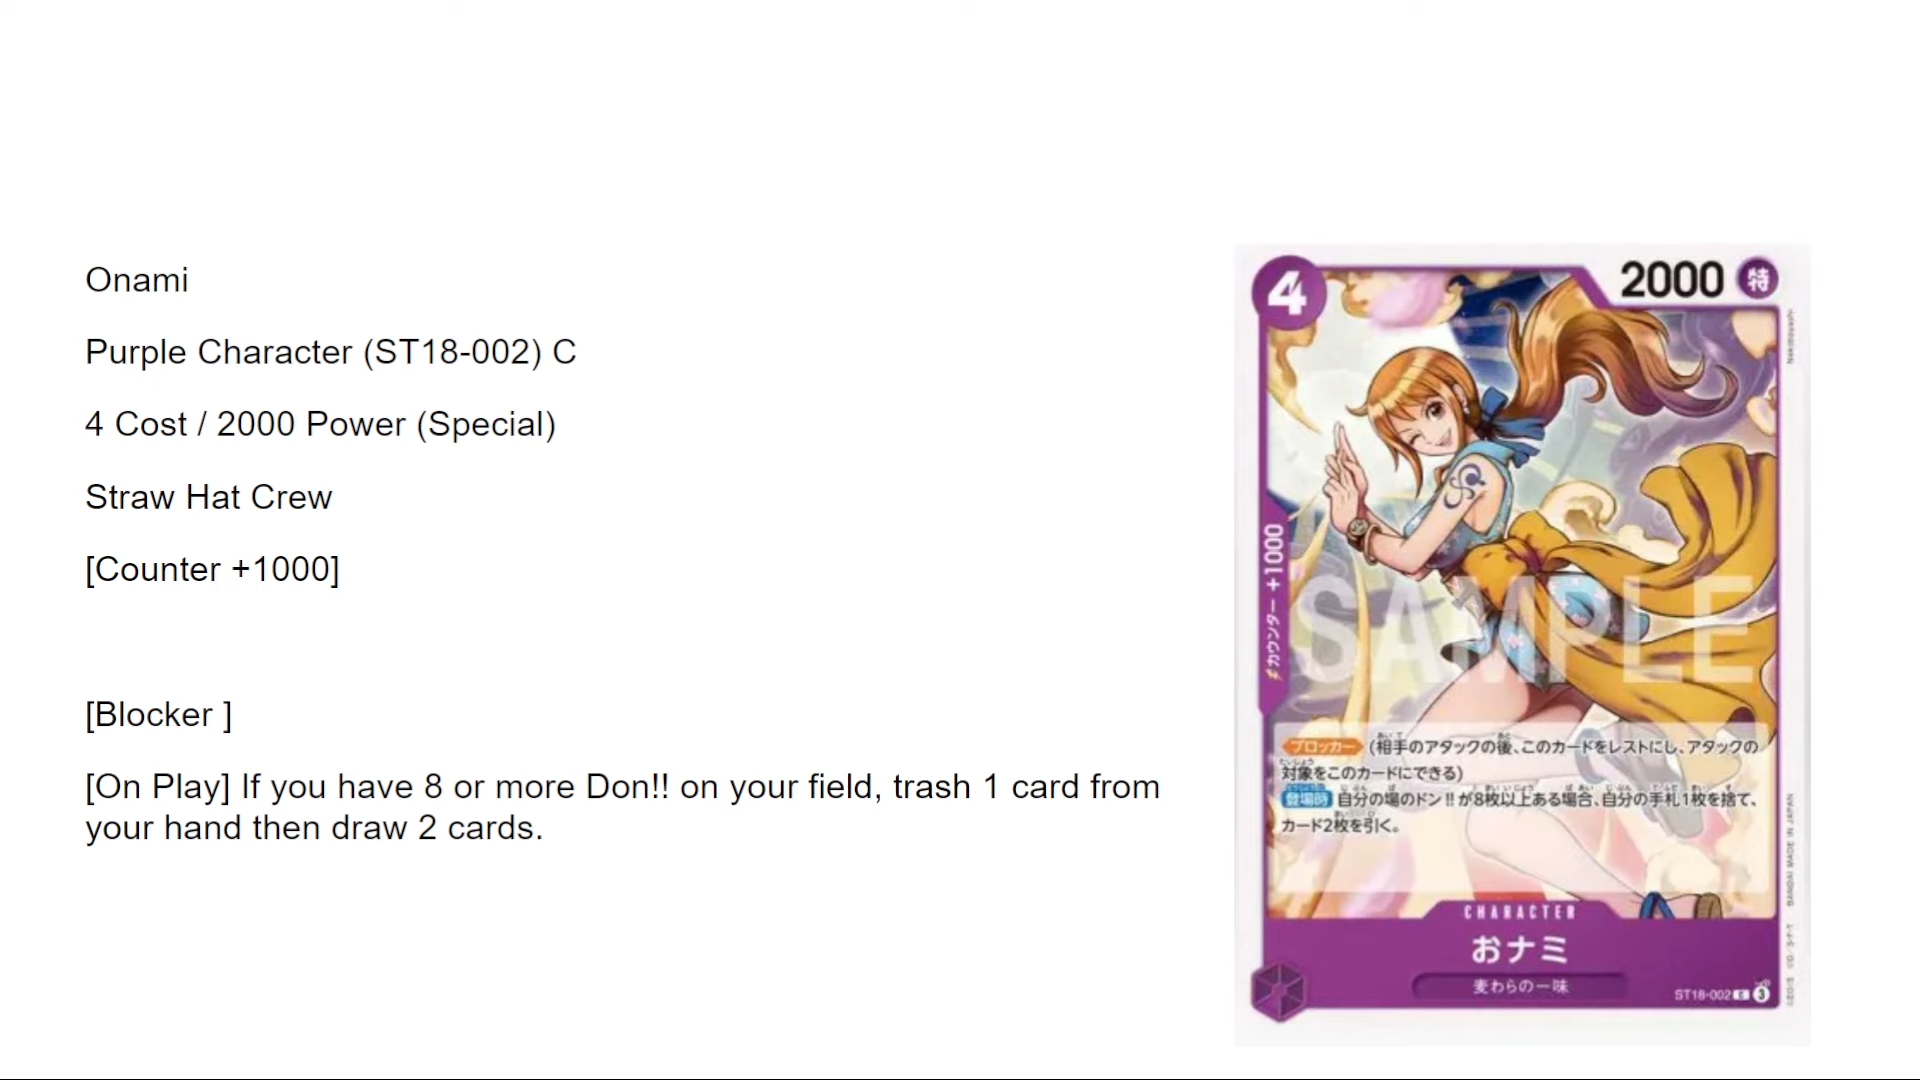 Onami
Purple Character (ST18-002) C
4 Cost / 2000 Power (Special)
Straw Hat Crew
[Counter +1000]
[Blocker ]
[On Play] If you have 8 or more Don!! on your field, trash 1 card from
your hand then draw 2 cards.
4
2000 特
カウンター +1000
SAMPLE
ブロッカー (相手のアタックの後、このカードをレストにし、アタックの
対象をこのカードにできる)
登場時 自分の場のドン!!が8枚以上ある場合、自分の手札1枚を捨て、
カード2枚を引く。
CHARACTER
おナミ
麦わらの一味
ST18-002 C 3
BANDAI MADE IN JAPAN